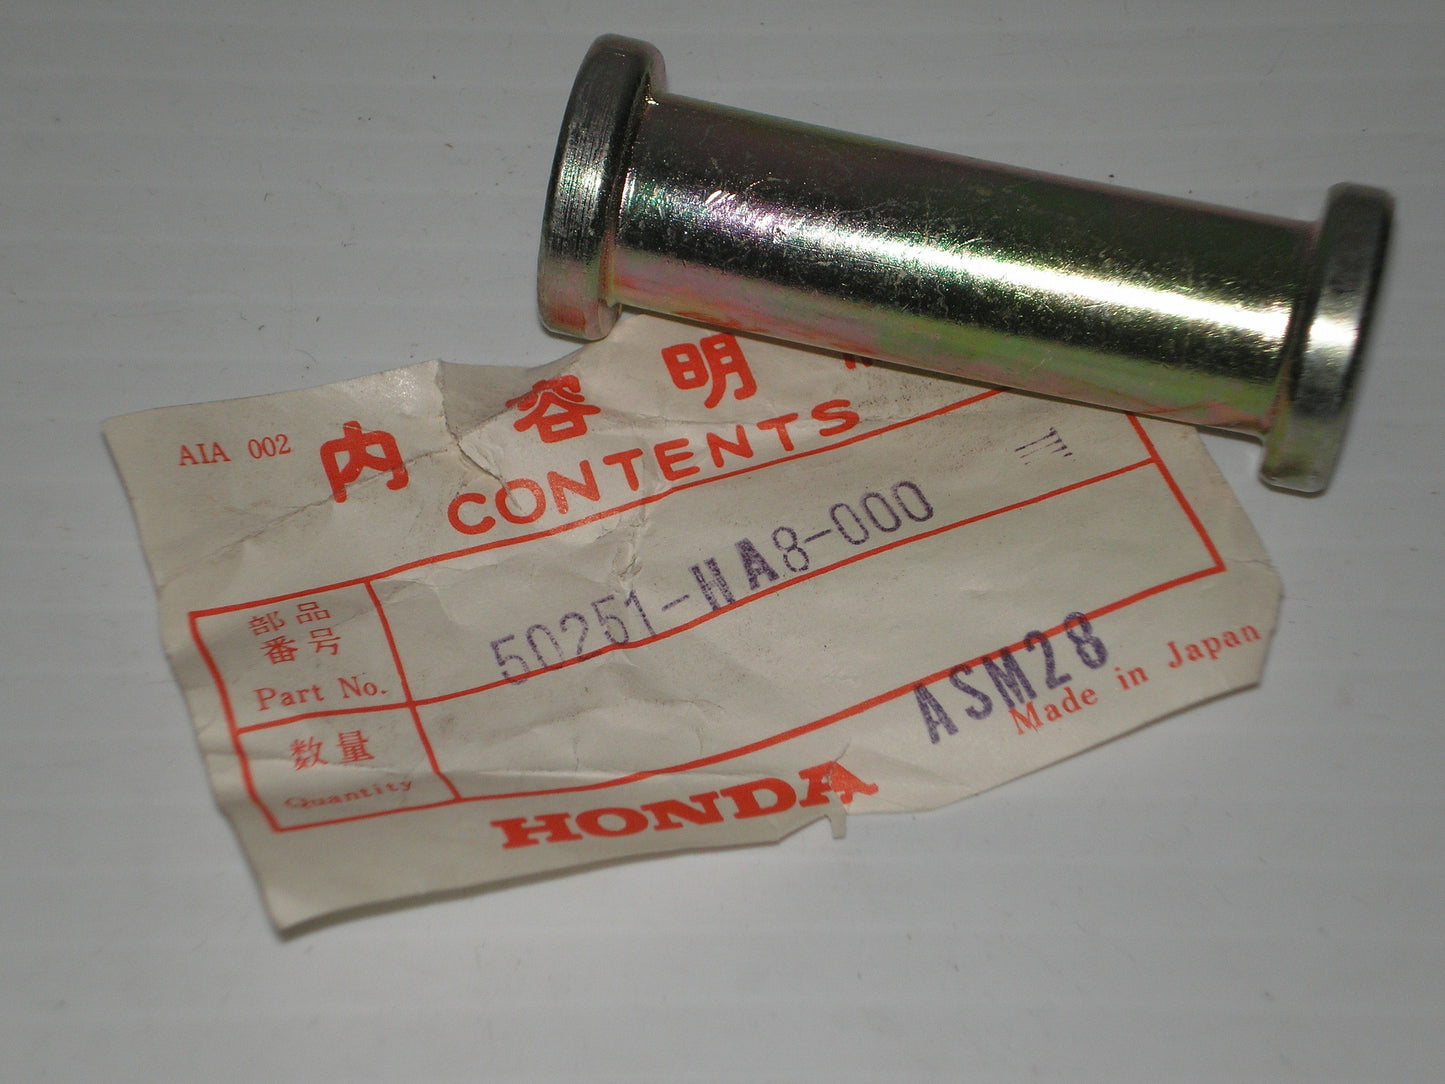 AIA 002
内容明
CONTENTS
部品
番号
Part No.
50251-HA8-000
数量
Quantity
ASM28
Made in Japan
HONDA